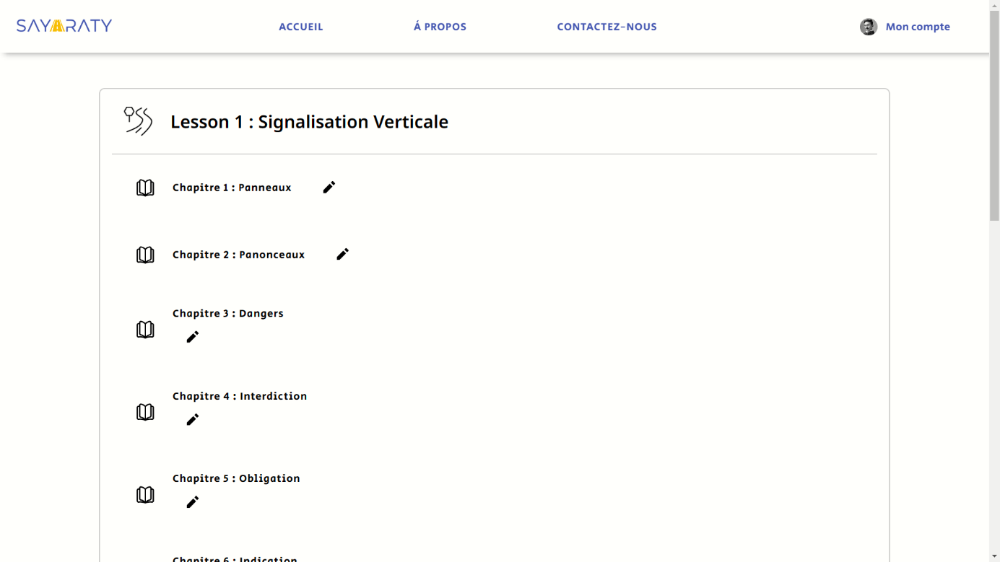 SAYARATY
ACCUEIL
Á PROPOS
CONTACTEZ-NOUS
Mon compte
Lesson 1 : Signalisation Verticale
Chapitre 1 : Panneaux
Chapitre 2 : Panonceaux
Chapitre 3 : Dangers
Chapitre 4 : Interdiction
Chapitre 5 : Obligation
Chapitre 6 : Indication